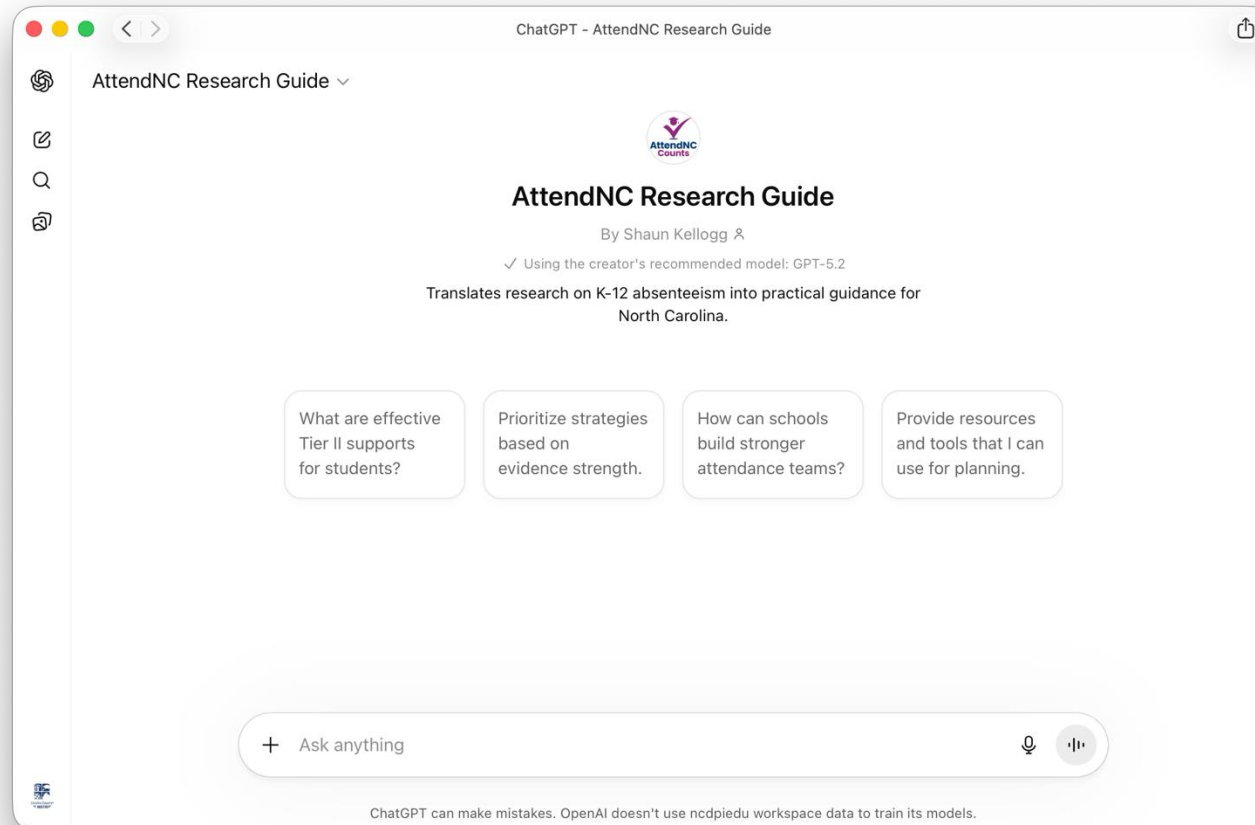 ChatGPT - AttendNC Research Guide
AttendNC Research Guide
AttendNC
Counts
AttendNC Research Guide
By Shaun Kellogg
Using the creator's recommended model: GPT-5.2
Translates research on K-12 absenteeism into practical guidance for
North Carolina.
What are effective
Tier II supports
for students?
Prioritize strategies
based on
evidence strength.
How can schools
build stronger
attendance teams?
Provide resources
and tools that I can
use for planning.
Ask anything
ChatGPT can make mistakes. OpenAI doesn't use ncdpiedu workspace data to train its models.